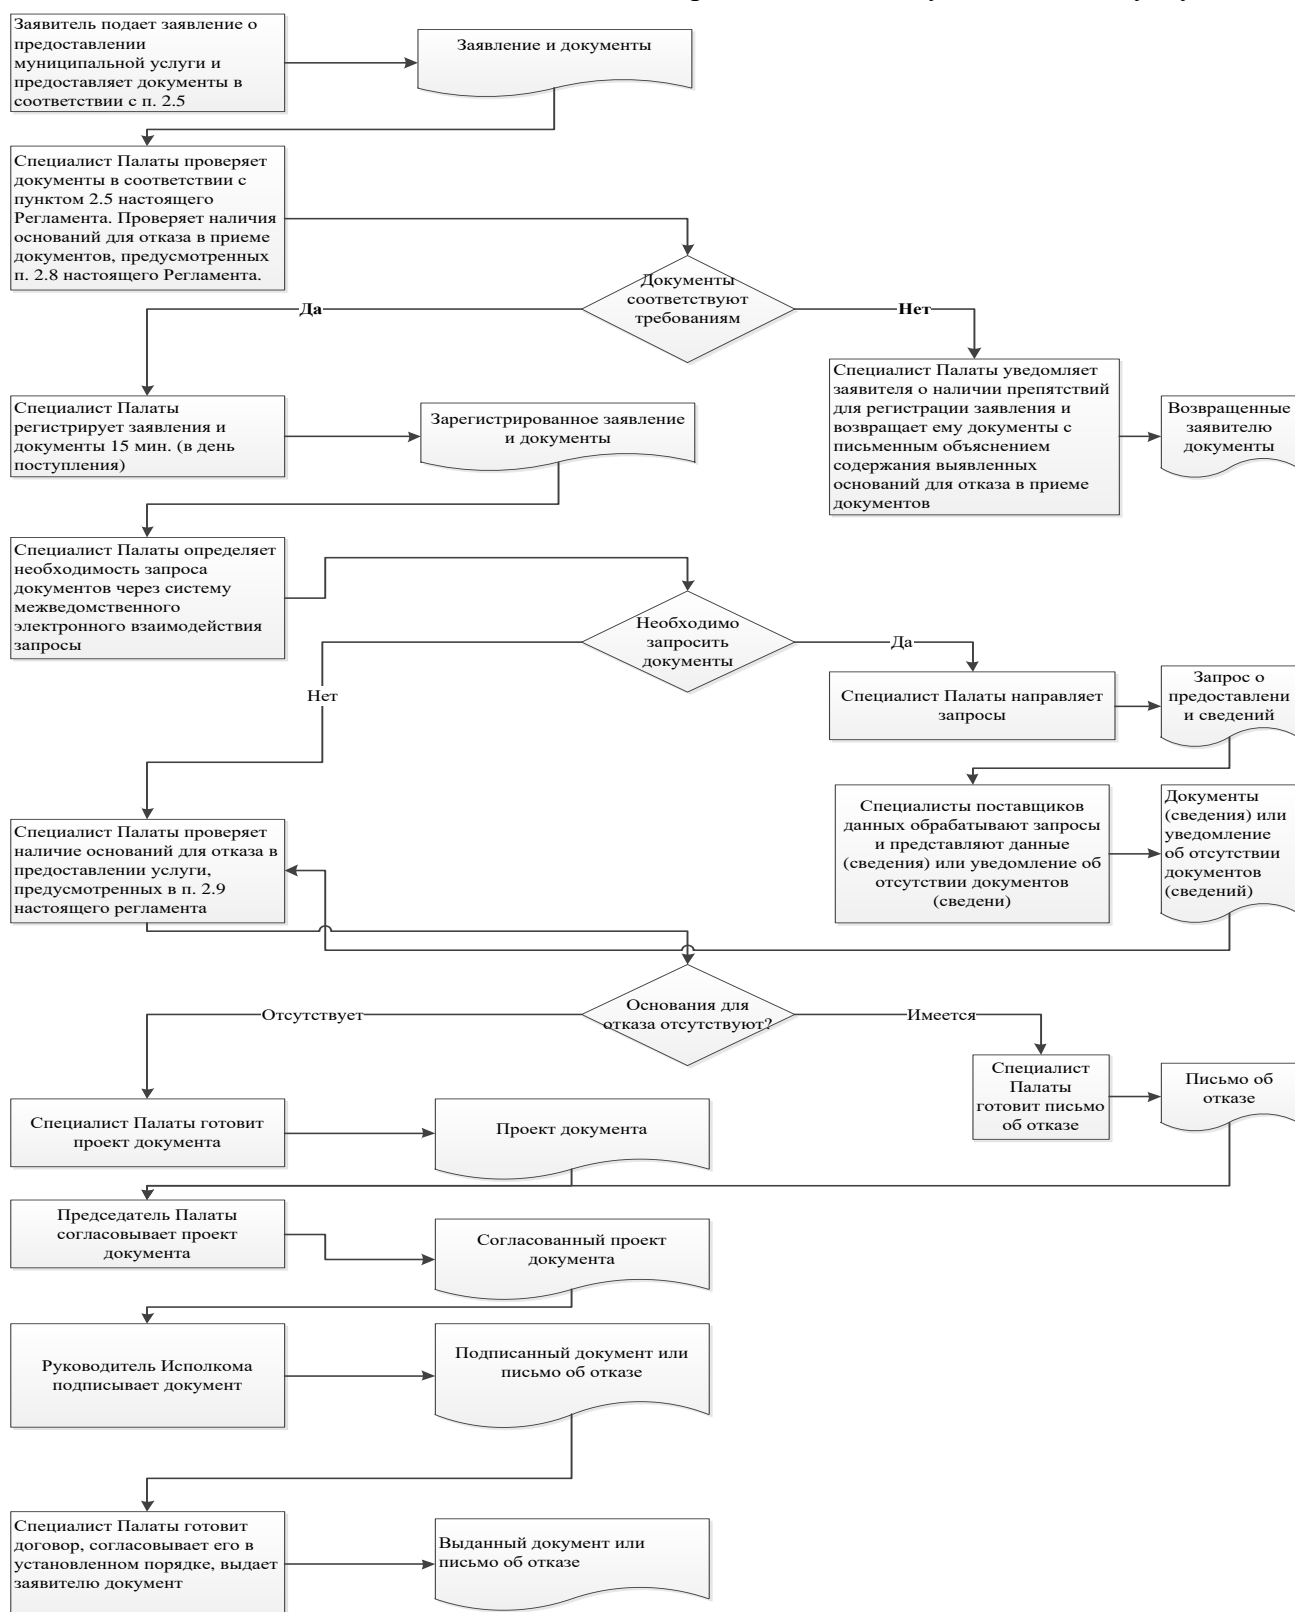 Заявитель подает заявление о
предоставлении
муниципальной услуги и
предоставляет документы в
соответствии с п. 2.5
Заявление и документы
Специалист Палаты проверяет
документы в соответствии с
пунктом 2.5 настоящего
Регламента. Проверяет наличия
оснований для отказа в приеме
документов, предусмотренных
п. 2.8 настоящего Регламента.
Документы
соответствуют
требованиям
Да
Нет
Специалист Палаты
регистрирует заявления и
документы 15 мин. (в день
поступления)
Зарегистрированное заявление
и документы
Специалист Палаты уведомляет
заявителя о наличии препятствий
для регистрации заявления и
возвращает ему документы с
письменным объяснением
содержания выявленных
оснований для отказа в приеме
документов
Возвращенные
заявителю
документы
Специалист Палаты определяет
необходимость запроса
документов через систему
межведомственного
электронного взаимодействия
запросы
Необходимо
запросить
документы
Да
Нет
Специалист Палаты направляет
запросы
Запрос о
предоставлени
и сведений
Специалист Палаты проверяет
наличие оснований для отказа в
предоставлении услуги,
предусмотренных в п. 2.9
настоящего регламента
Специалисты поставщиков
данных обрабатывают запросы
и представляют данные
(сведения) или уведомление об
отсутствии документов
(сведени)
Документы
(сведения) или
уведомление
об отсутствии
документов
(сведений)
Основания для
отказа отсутствуют?
Отсутствует
Имеется
Специалист
Палаты
готовит письмо
об отказе
Письмо об
отказе
Специалист Палаты готовит
проект документа
Проект документа
Председатель Палаты
согласовывает проект
документа
Согласованный проект
документа
Руководитель Исполкома
подписывает документ
Подписанный документ или
письмо об отказе
Специалист Палаты готовит
договор, согласовывает его в
установленном порядке, выдает
заявителю документ
Выданный документ или
письмо об отказе